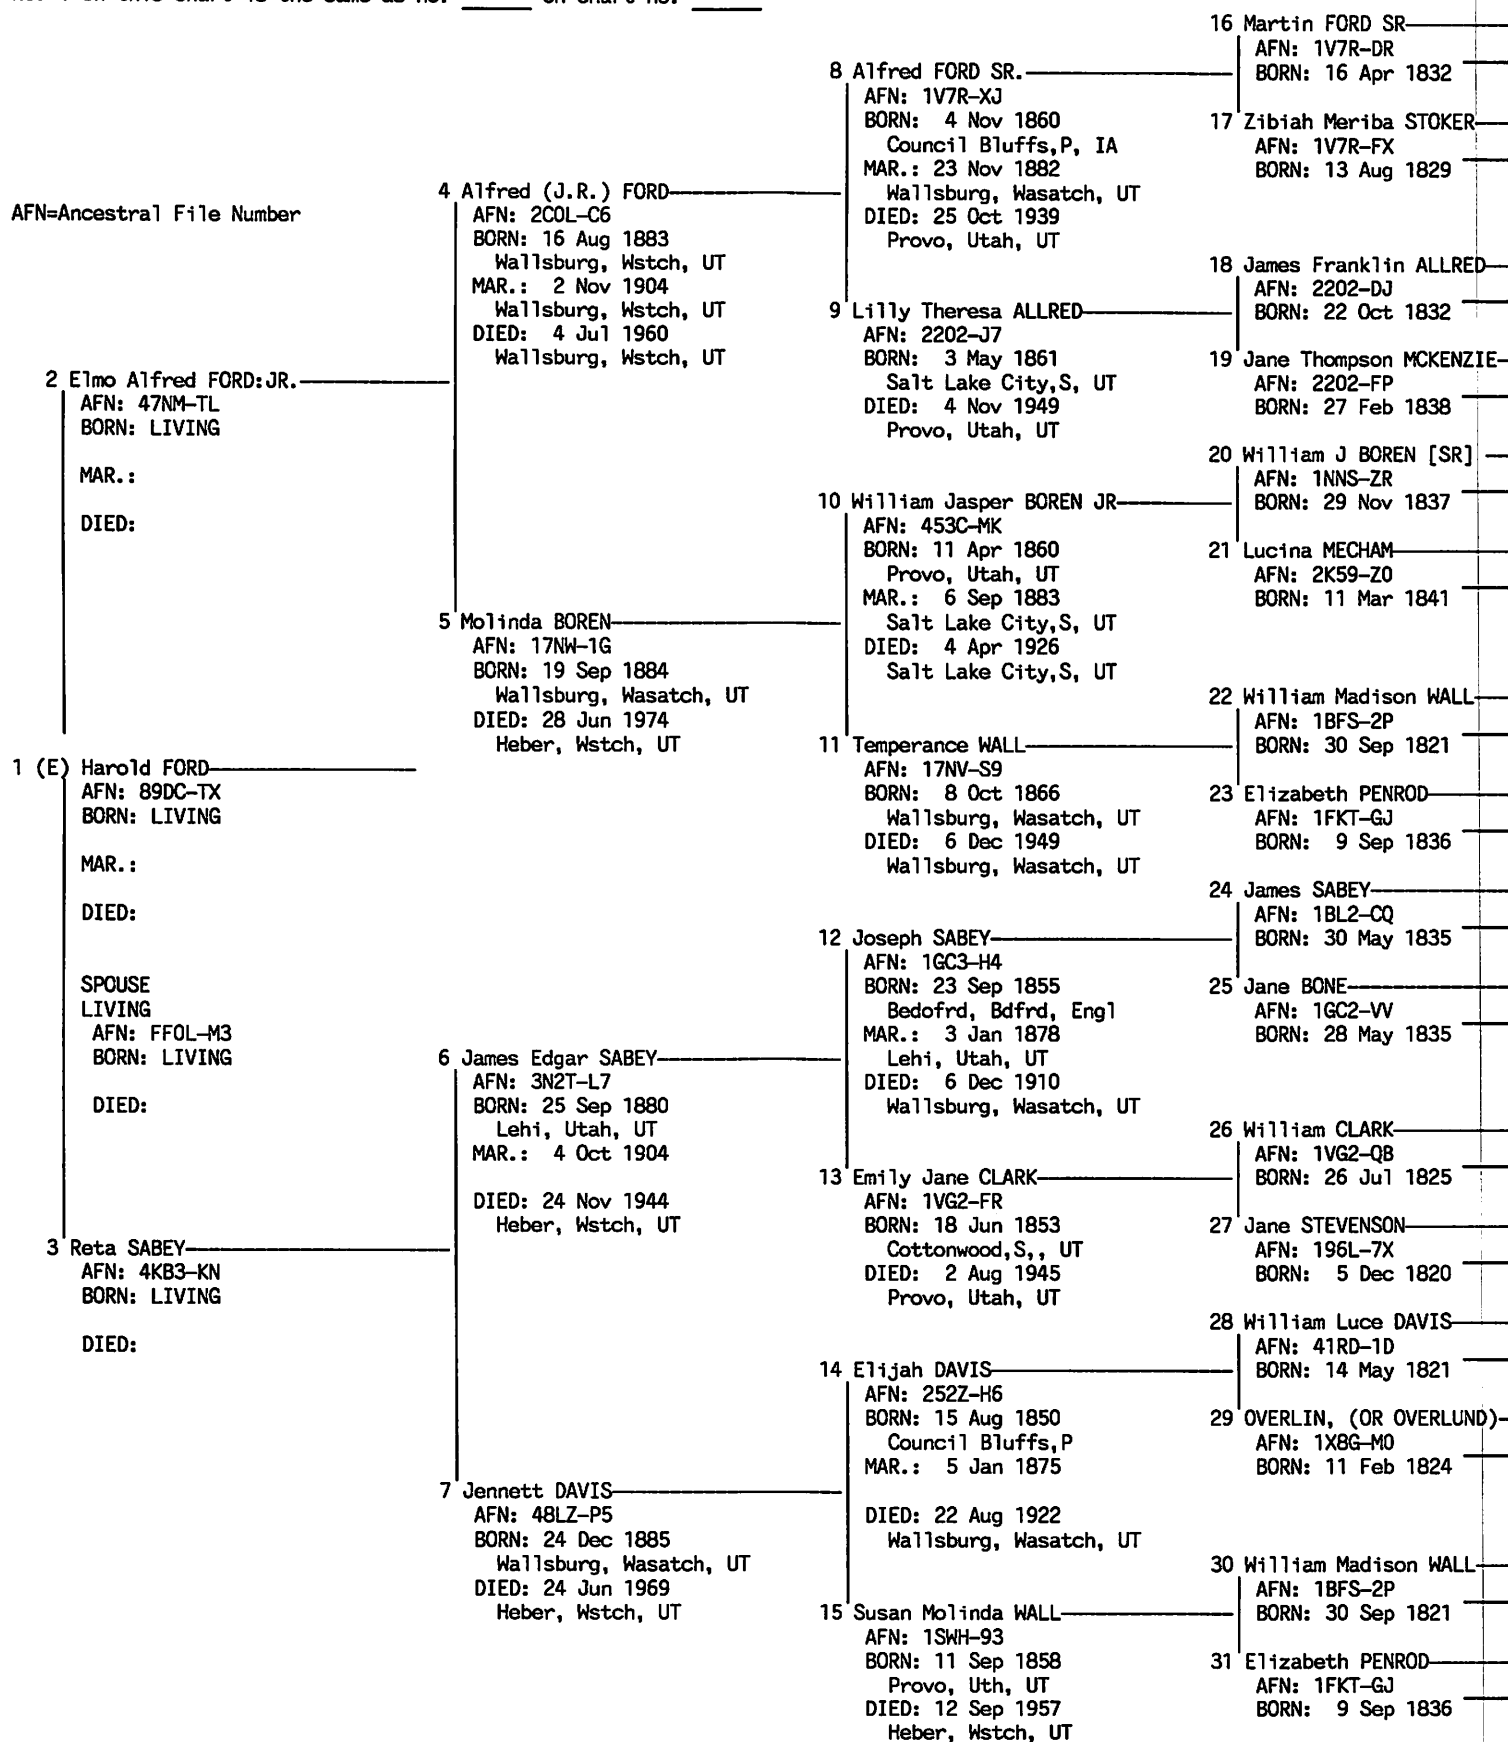 AFN=Ancestral File Number
1 (E) Harold FORD
AFN: 89DC-TX
BORN: LIVING
MAR.:
DIED:
SPOUSE
LIVING
AFN: FFOL-M3
BORN: LIVING
DIED:
2 Elmo Alfred FORD:JR.
AFN: 47NM-TL
BORN: LIVING
MAR.:
DIED:
3 Reta SABEY
AFN: 4KB3-KN
BORN: LIVING
DIED:
4 Alfred (J.R.) FORD
AFN: 2C0L-C6
BORN: 16 Aug 1883
Wallsburg, Wstch, UT
MAR.: 2 Nov 1904
Wallsburg, Wstch, UT
DIED: 4 Jul 1960
Wallsburg, Wstch, UT
5 Molinda BOREN
AFN: 17NW-1G
BORN: 19 Sep 1884
Wallsburg, Wasatch, UT
DIED: 28 Jun 1974
Heber, Wstch, UT
6 James Edgar SABEY
AFN: 3N2T-L7
BORN: 25 Sep 1880
Lehi, Utah, UT
MAR.: 4 Oct 1904
DIED: 24 Nov 1944
Heber, Wstch, UT
7 Jennett DAVIS
AFN: 48LZ-P5
BORN: 24 Dec 1885
Wallsburg, Wasatch, UT
DIED: 24 Jun 1969
Heber, Wstch, UT
8 Alfred FORD SR.
AFN: 1V7R-XJ
BORN: 4 Nov 1860
Council Bluffs,P, IA
MAR.: 23 Nov 1882
Wallsburg, Wasatch, UT
DIED: 25 Oct 1939
Provo, Utah, UT
9 Lilly Theresa ALLRED
AFN: 2202-J7
BORN: 3 May 1861
Salt Lake City,S, UT
DIED: 4 Nov 1949
Provo, Utah, UT
10 William Jasper BOREN JR
AFN: 453C-MK
BORN: 11 Apr 1860
Provo, Utah, UT
MAR.: 6 Sep 1883
Salt Lake City,S, UT
DIED: 4 Apr 1926
Salt Lake City,S, UT
11 Temperance WALL
AFN: 17NV-S9
BORN: 8 Oct 1866
Wallsburg, Wasatch, UT
DIED: 6 Dec 1949
Wallsburg, Wasatch, UT
12 Joseph SABEY
AFN: 1GC3-H4
BORN: 23 Sep 1855
Bedofrd, Bdfrd, Engl
MAR.: 3 Jan 1878
Lehi, Utah, UT
DIED: 6 Dec 1910
Wallsburg, Wasatch, UT
13 Emily Jane CLARK
AFN: 1VG2-FR
BORN: 18 Jun 1853
Cottonwood,S,, UT
DIED: 2 Aug 1945
Provo, Utah, UT
14 Elijah DAVIS
AFN: 252Z-H6
BORN: 15 Aug 1850
Council Bluffs,P
MAR.: 5 Jan 1875
DIED: 22 Aug 1922
Wallsburg, Wasatch, UT
15 Susan Molinda WALL
AFN: 1SWH-93
BORN: 11 Sep 1858
Provo, Uth, UT
DIED: 12 Sep 1957
Heber, Wstch, UT
16 Martin FORD SR
AFN: 1V7R-DR
BORN: 16 Apr 1832
17 Zibiah Meriba STOKER
AFN: 1V7R-FX
BORN: 13 Aug 1829
18 James Franklin ALLRED
AFN: 2202-DJ
BORN: 22 Oct 1832
19 Jane Thompson MCKENZIE
AFN: 2202-FP
BORN: 27 Feb 1838
20 William J BOREN [SR]
AFN: 1NNS-ZR
BORN: 29 Nov 1837
21 Lucina MECHAM
AFN: 2K59-Z0
BORN: 11 Mar 1841
22 William Madison WALL
AFN: 1BFS-2P
BORN: 30 Sep 1821
23 Elizabeth PENROD
AFN: 1FKT-GJ
BORN: 9 Sep 1836
24 James SABEY
AFN: 1BL2-CQ
BORN: 30 May 1835
25 Jane BONE
AFN: 1GC2-VV
BORN: 28 May 1835
26 William CLARK
AFN: 1VG2-QB
BORN: 26 Jul 1825
27 Jane STEVENSON
AFN: 196L-7X
BORN: 5 Dec 1820
28 William Luce DAVIS
AFN: 41RD-1D
BORN: 14 May 1821
29 OVERLIN, (OR OVERLUND)
AFN: 1X8G-M0
BORN: 11 Feb 1824
30 William Madison WALL
AFN: 1BFS-2P
BORN: 30 Sep 1821
31 Elizabeth PENROD
AFN: 1FKT-GJ
BORN: 9 Sep 1836